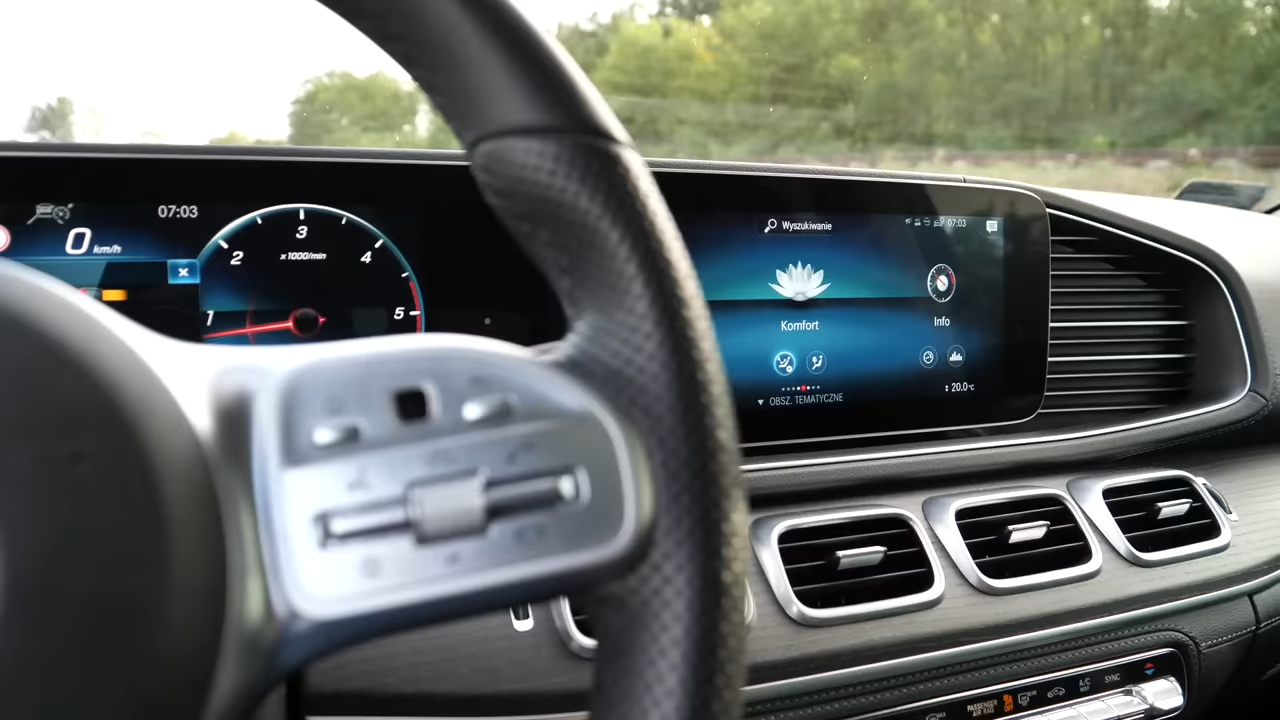 07:03
0 km/h
1
2
3
4
5
x1000/min
Wyszukiwanie
07:03
Komfort
Info
OBSZ. TEMATYCZNE
20.0°C
PASSENGER
AIR BAG
OFF
A/C
SYNC